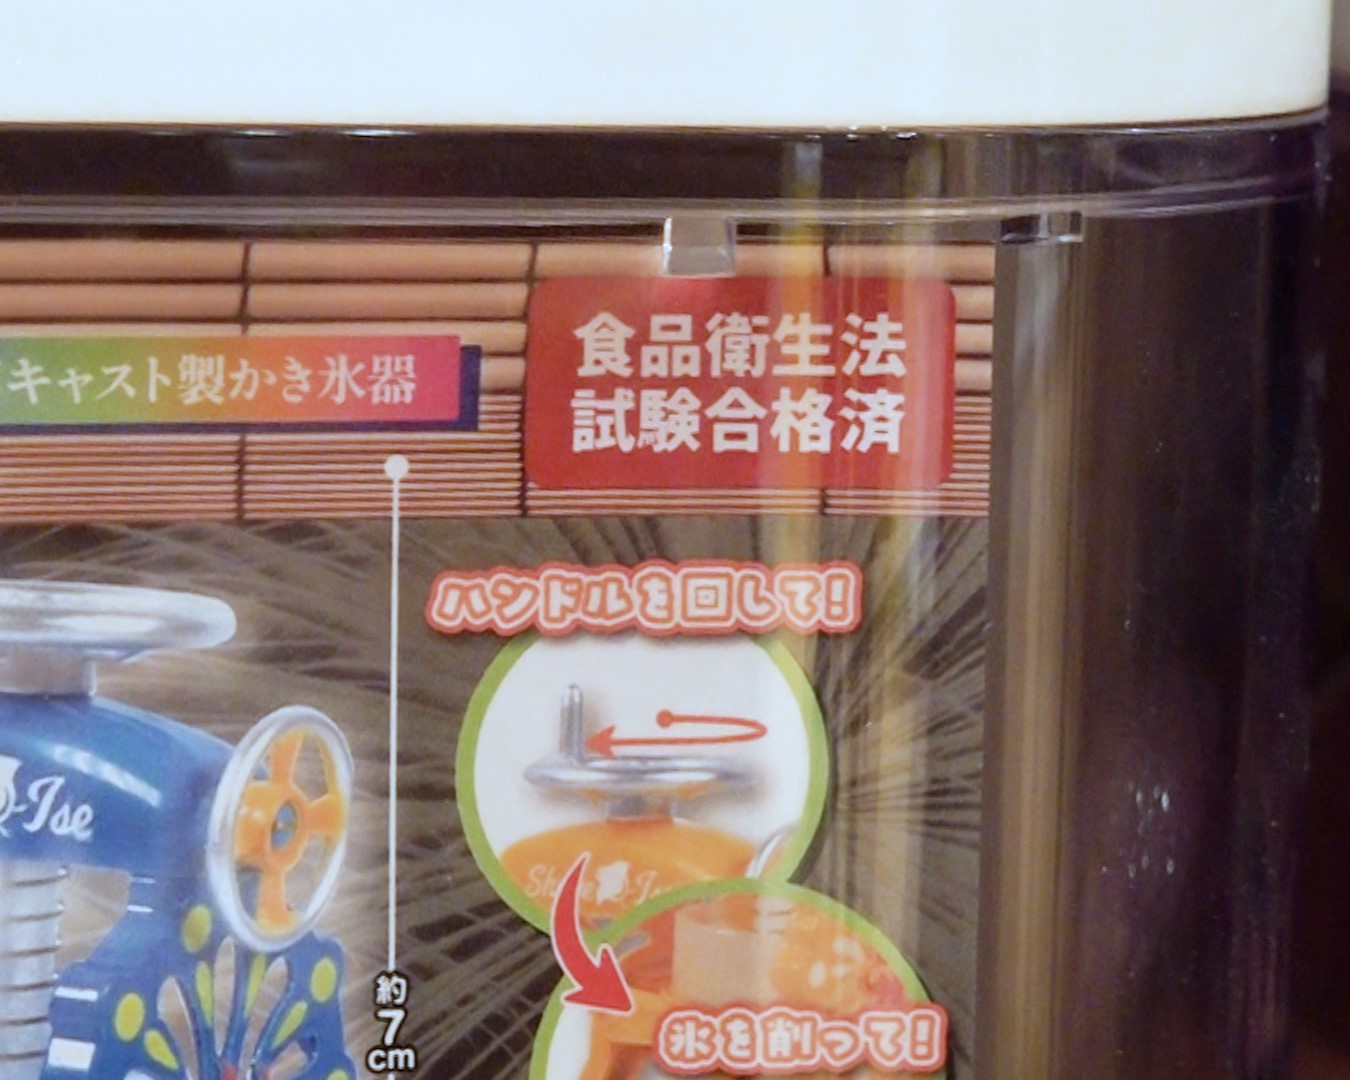 キャスト製かき氷器
食品衛生法
試験合格済
ハンドルを回して!
-Ise
約
7
cm
氷を削って!